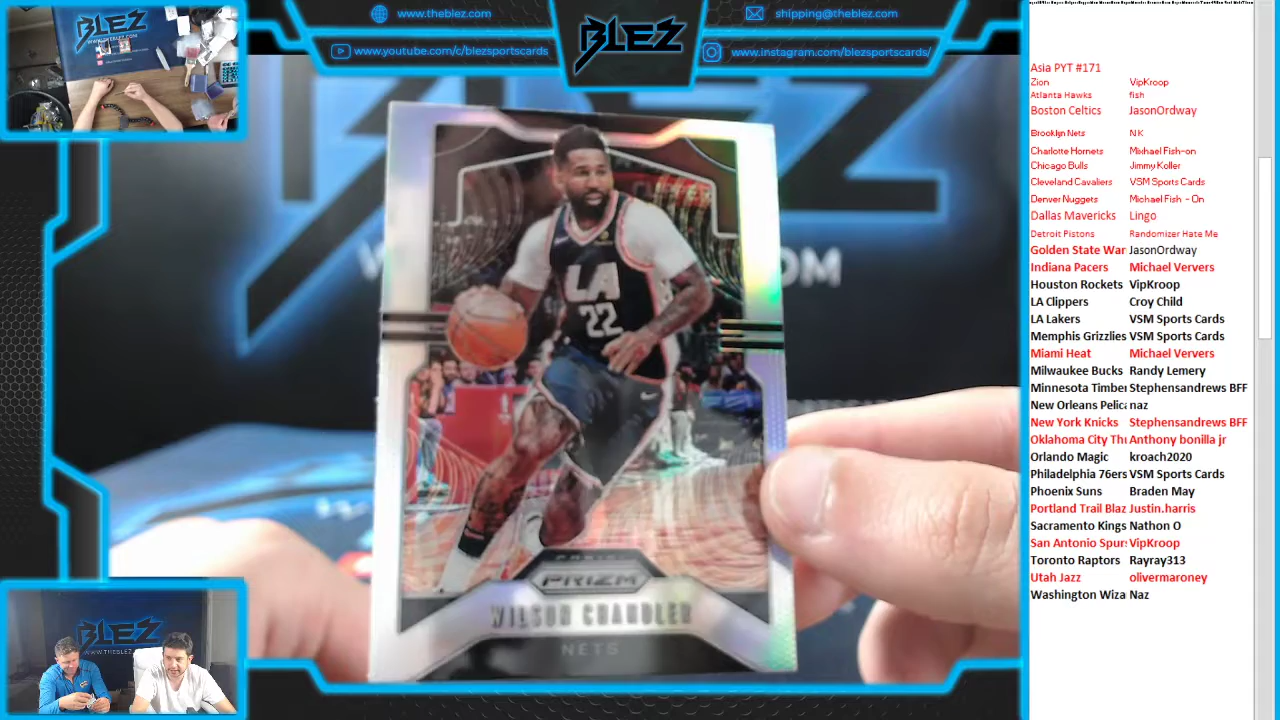 www.theblez.com
shipping@theblez.com
www.youtube.com/c/blezsportscards
BLEZ
www.instagram.com/blezsportscards/
LA
22
PANINI
PRIZM
WILSON CHANDLER
NETS
BLEZ
BLEZ
Asia PYT #171
Zion VipKroop
Atlanta Hawks fish
Boston Celtics JasonOrdway
Brooklyn Nets N K
Charlotte Hornets Mixhael Fish-on
Chicago Bulls Jimmy Koller
Cleveland Cavaliers VSM Sports Cards
Denver Nuggets Michael Fish - On
Dallas Mavericks Lingo
Detroit Pistons Randomizer Hate Me
Golden State War JasonOrdway
Indiana Pacers Michael Ververs
Houston Rockets VipKroop
LA Clippers Croy Child
LA Lakers VSM Sports Cards
Memphis Grizzlies VSM Sports Cards
Miami Heat Michael Ververs
Milwaukee Bucks Randy Lemery
Minnesota Timber Stephensandrews BFF
New Orleans Pelic naz
New York Knicks Stephensandrews BFF
Oklahoma City Thu Anthony bonilla jr
Orlando Magic kroach2020
Philadelphia 76ers VSM Sports Cards
Phoenix Suns Braden May
Portland Trail Blaz Justin.harris
Sacramento Kings Nathon O
San Antonio Spurs VipKroop
Toronto Raptors Rayray313
Utah Jazz olivermaroney
Washington Wiza Naz